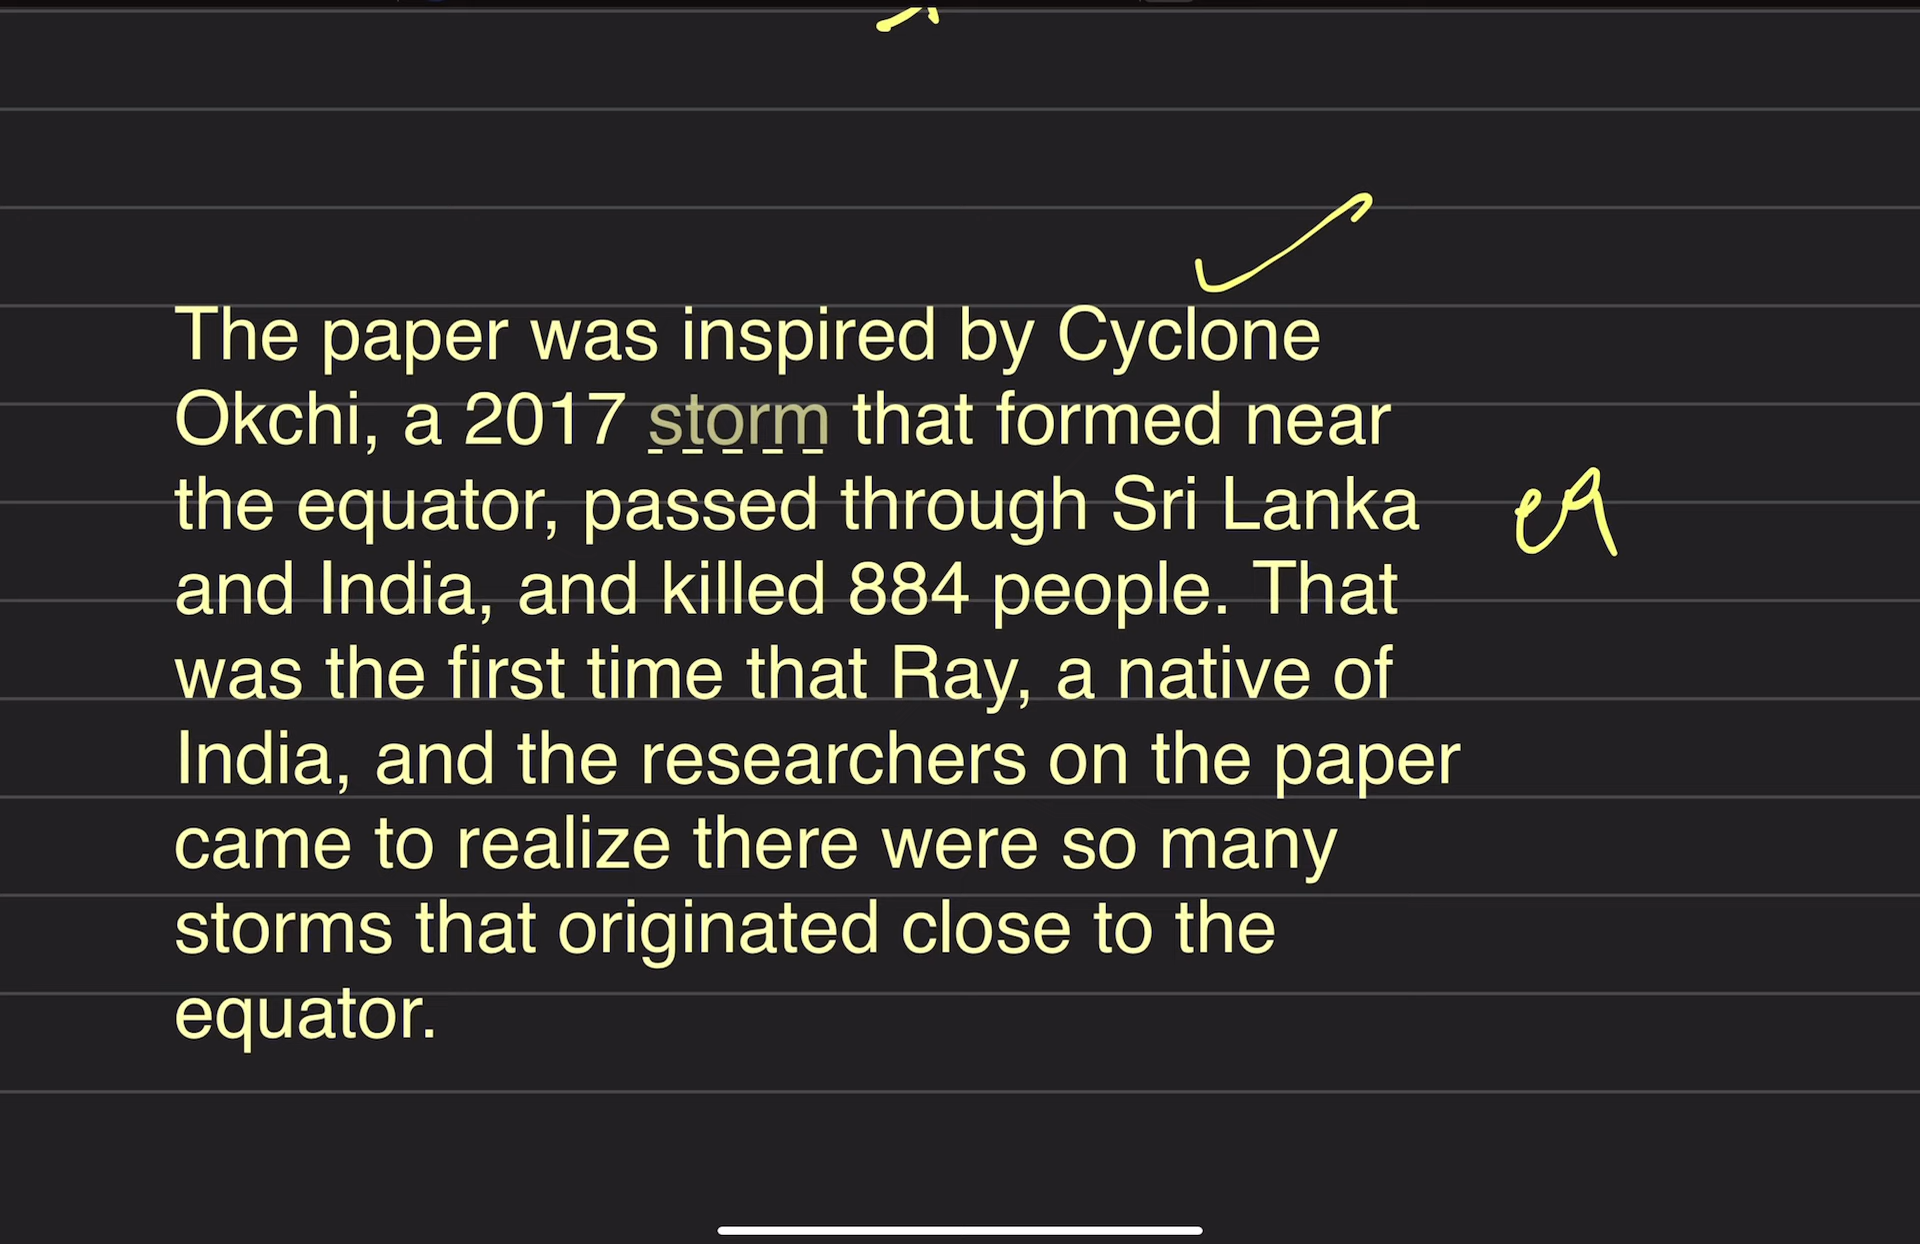 The paper was inspired by Cyclone
Okchi, a 2017 storm that formed near
the equator, passed through Sri Lanka
and India, and killed 884 people. That
was the first time that Ray, a native of
India, and the researchers on the paper
came to realize there were so many
storms that originated close to the
equator.